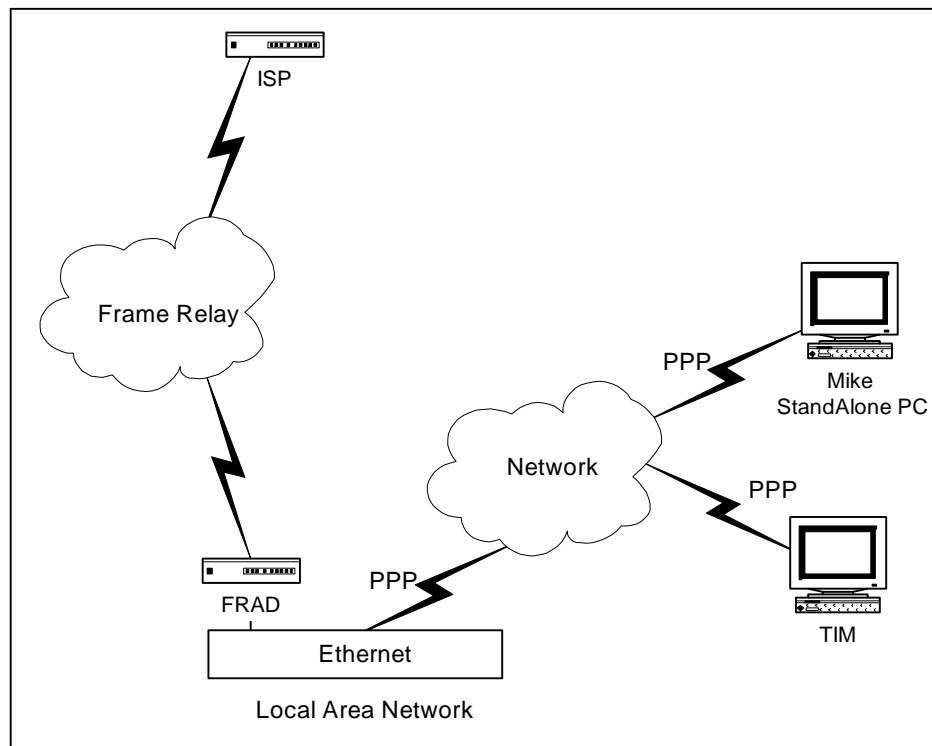 ISP
Frame Relay
PPP
Mike
StandAlone PC
Network
PPP
FRAD
PPP
TIM
Ethernet
Local Area Network